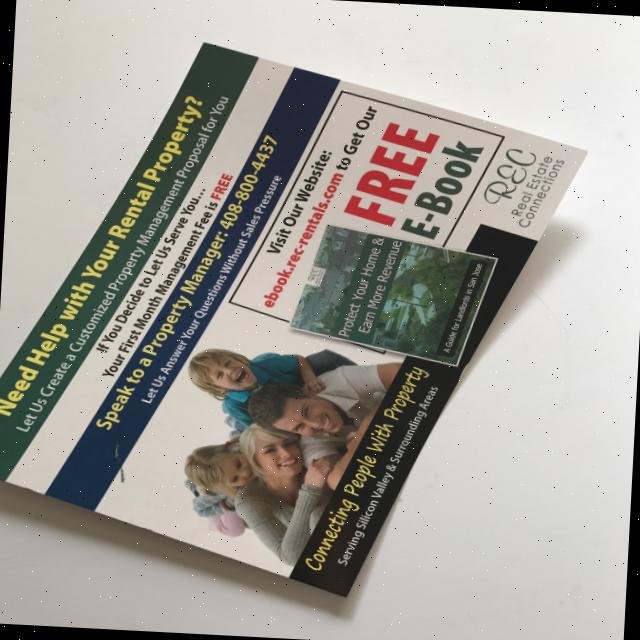 Need Help with Your Rental Property?
Let Us Create a Customized Property Management Proposal for You
If You Decide to Let Us Serve You...
Your First Month Management Fee is FREE
Speak to a Property Manager: 408-800-4437
Let Us Answer Your Questions Without Sales Pressure
Visit Our Website:
ebook.rec-rentals.com to Get Our
FREE
E-Book
REC
Real Estate
Connections
Protect Your Home &
Earn More Revenue
A Guide for Landlords in San Jose
Connecting People with Property
Serving Silicon Valley & Surrounding Areas